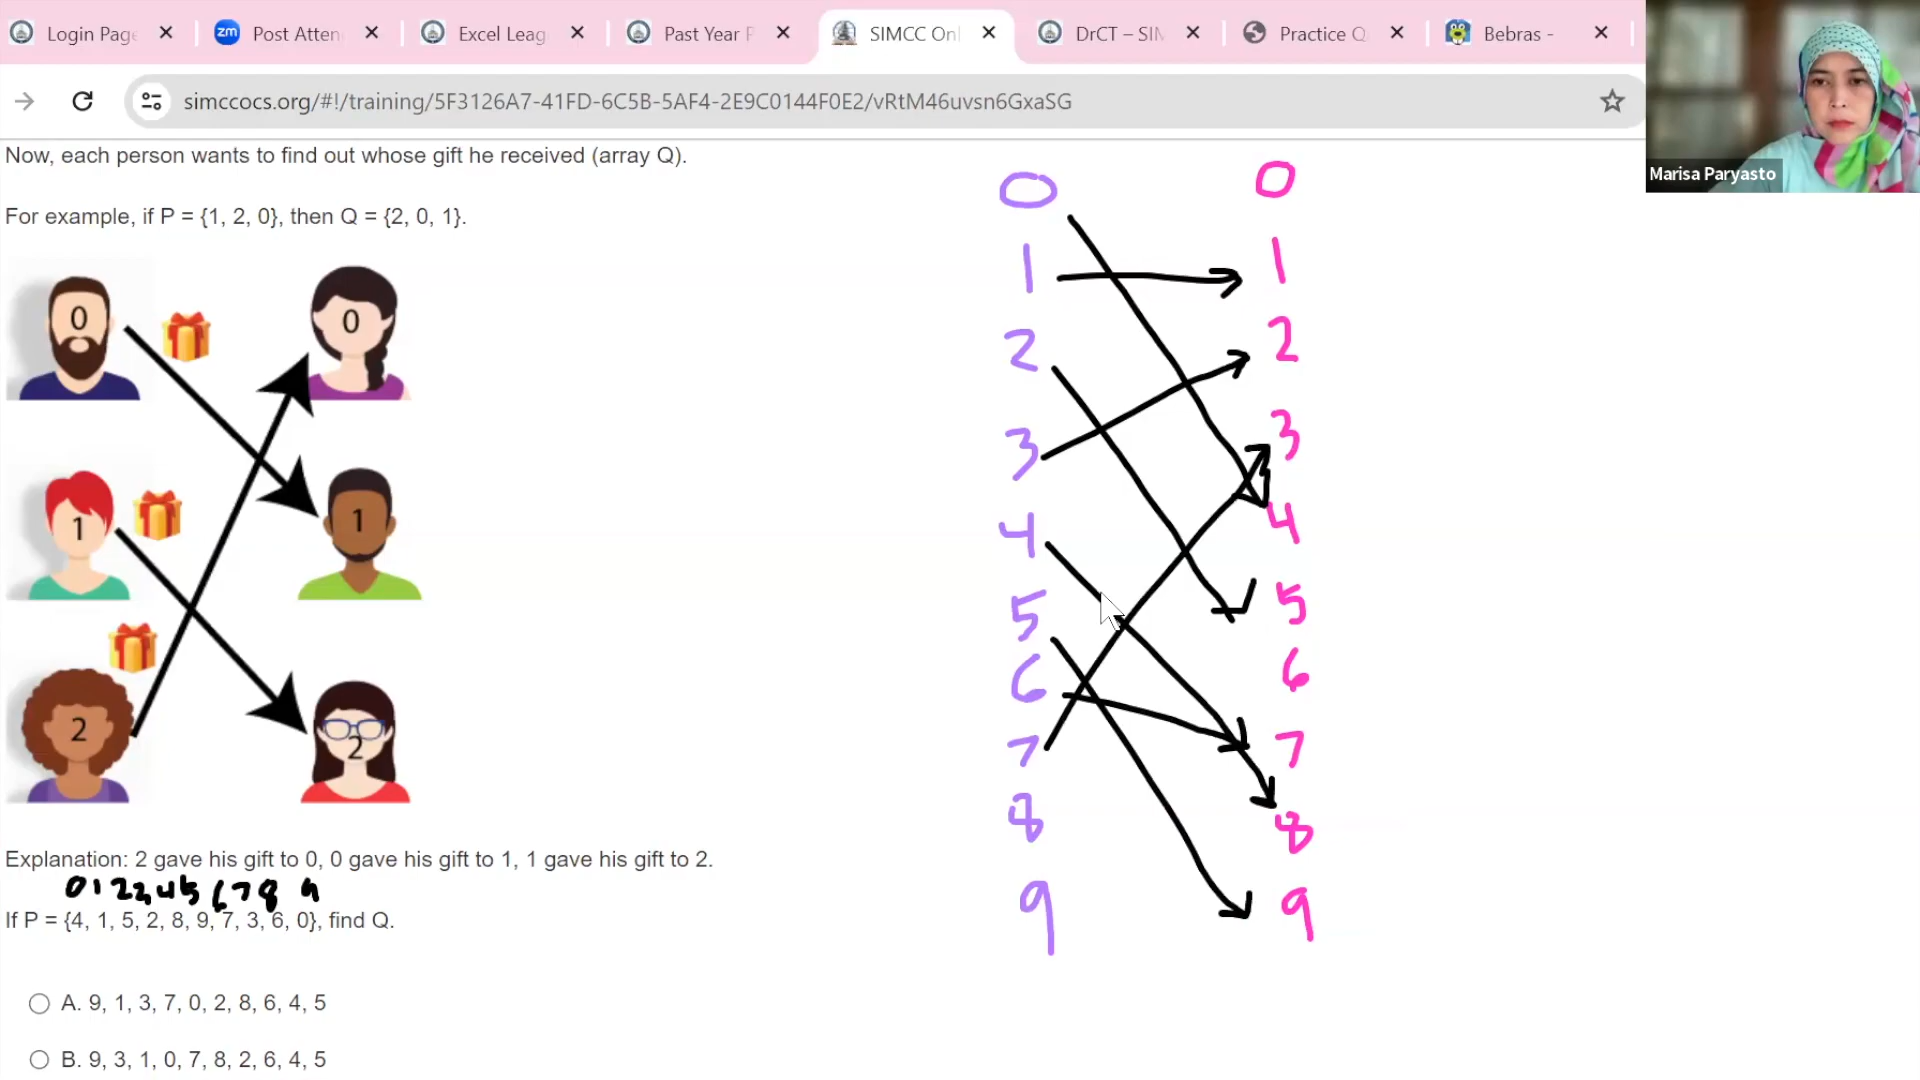 Login Page
Post Atten
Excel Leag
Past Year P
SIMCC Onl
DrCT – SIM
Practice Q
Bebras -
simccocs.org/#!/training/5F3126A7-41FD-6C5B-5AF4-2E9C0144F0E2/vRtM46uvsn6GxaSG
Marisa Paryasto
Now, each person wants to find out whose gift he received (array Q).
For example, if P = {1, 2, 0}, then Q = {2, 0, 1}.
0 0
1 1
2 2
0 0
1 1
2 2
3 3
4 4
5 5
6 6
7 7
8 8
9 9
Explanation: 2 gave his gift to 0, 0 gave his gift to 1, 1 gave his gift to 2.
0 1 2 3 4 5 6 7 8 9
If P = {4, 1, 5, 2, 8, 9, 7, 3, 6, 0}, find Q.
A. 9, 1, 3, 7, 0, 2, 8, 6, 4, 5
B. 9, 3, 1, 0, 7, 8, 2, 6, 4, 5